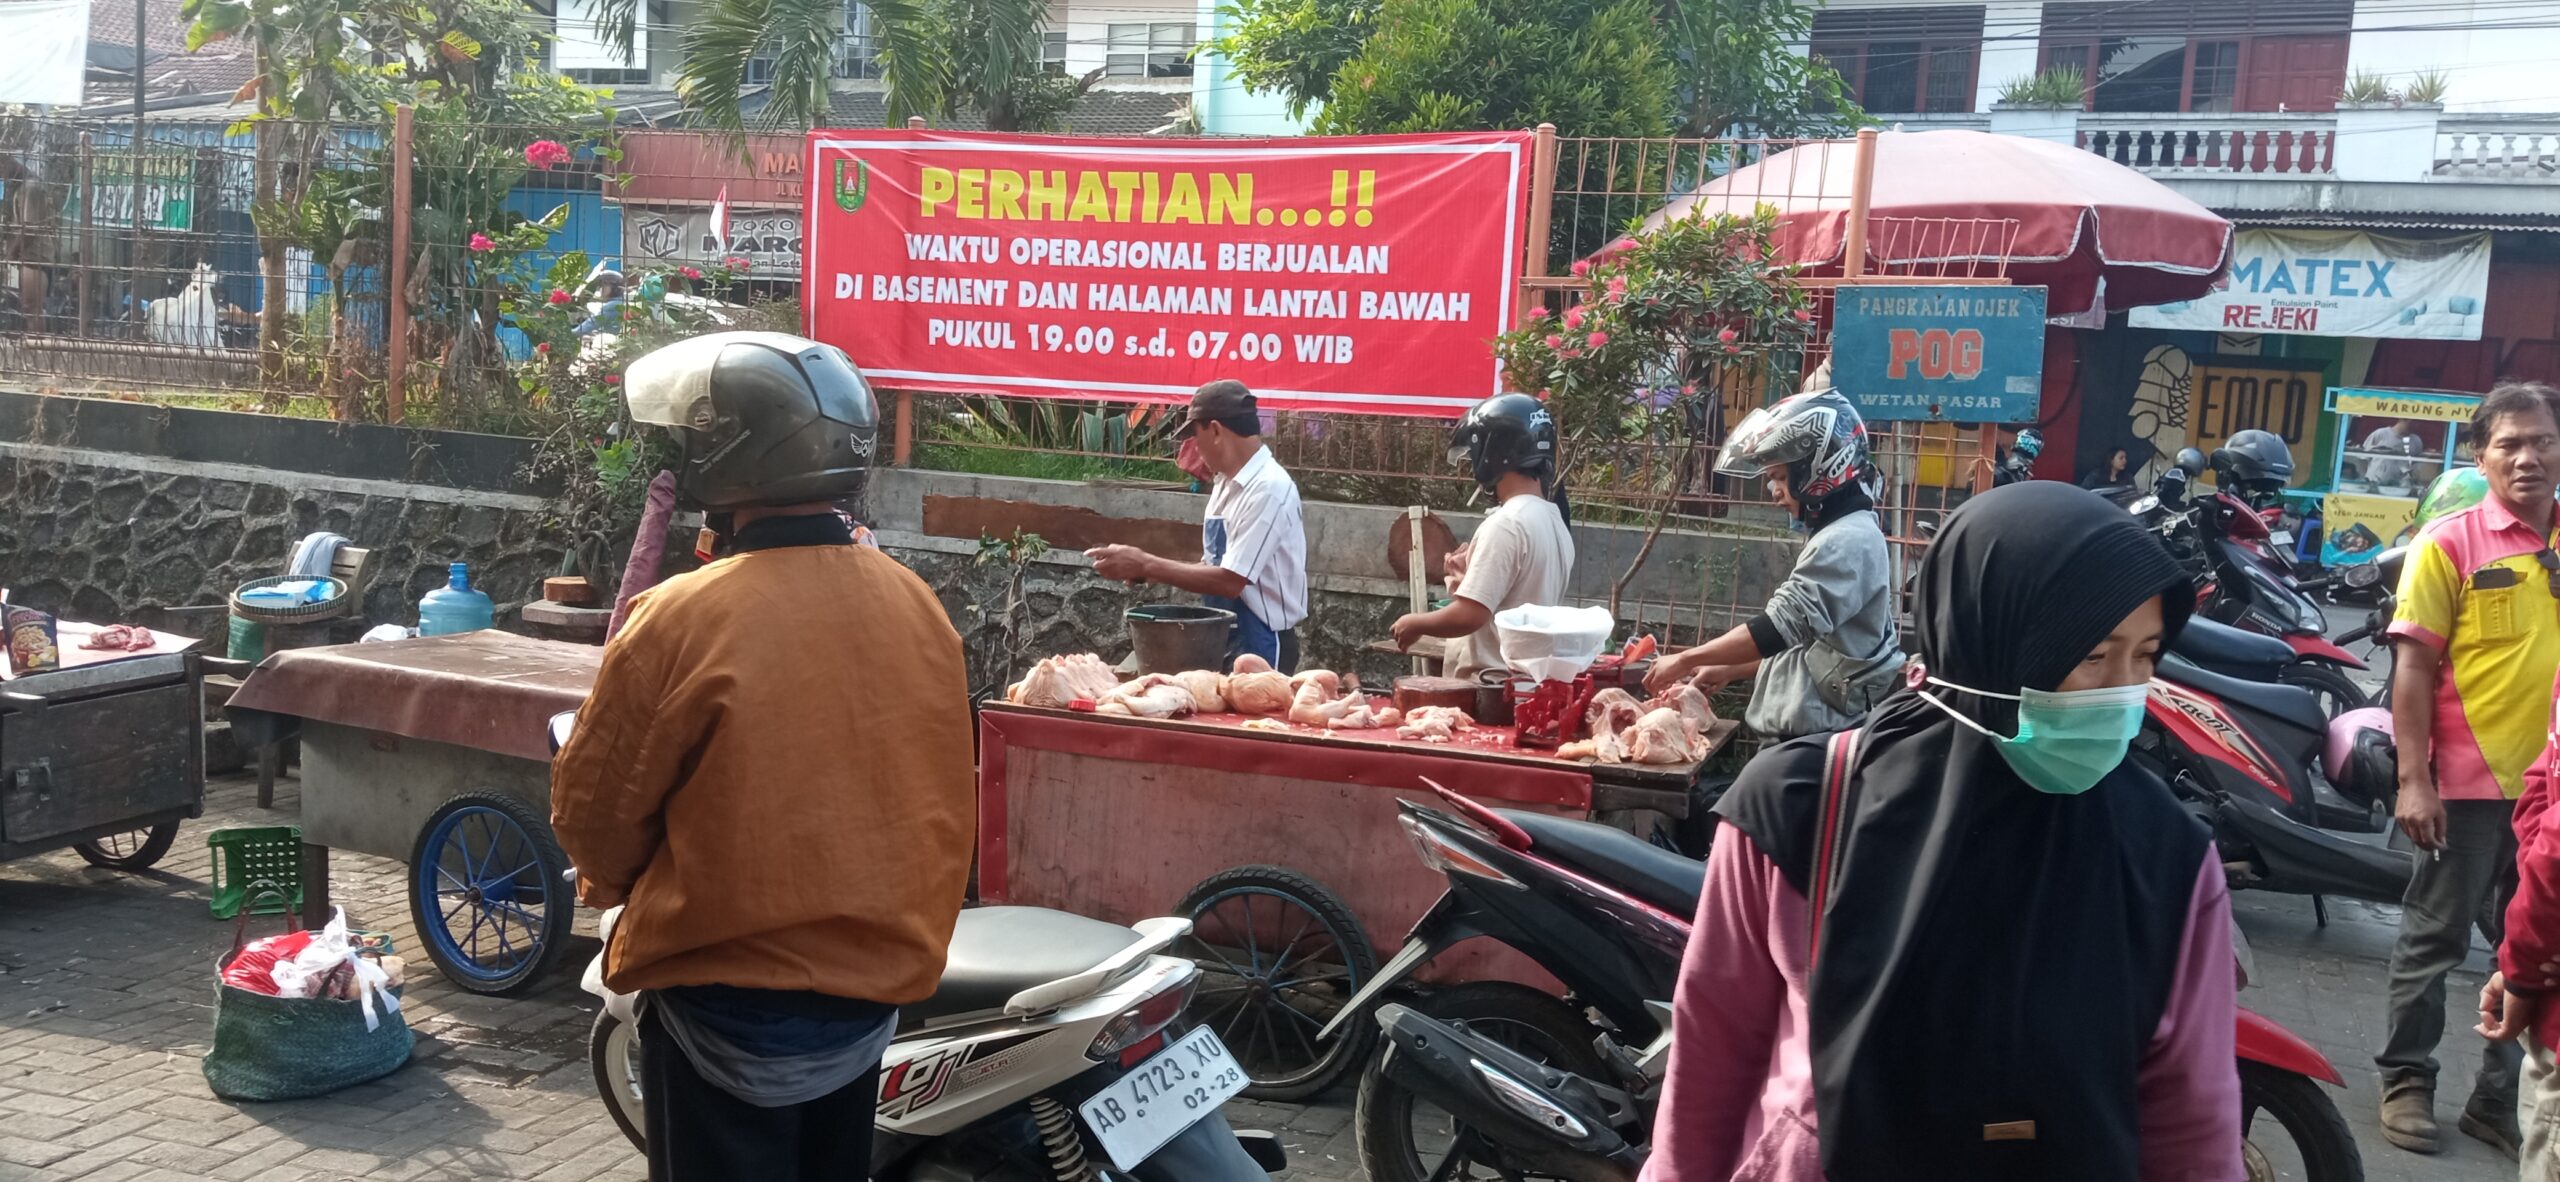 PERHATIAN...!!
WAKTU OPERASIONAL BERJUALAN
DI BASEMENT DAN HALAMAN LANTAI BAWAH
PUKUL 19.00 s.d. 07.00 WIB
PANGKALAN OJEK
POG
WETAN PASAR
MATEX
Emulsion Paint
REJEKI
EMCO
WARUNG
TOKO
AB 4723 XU
02·28
HONDA